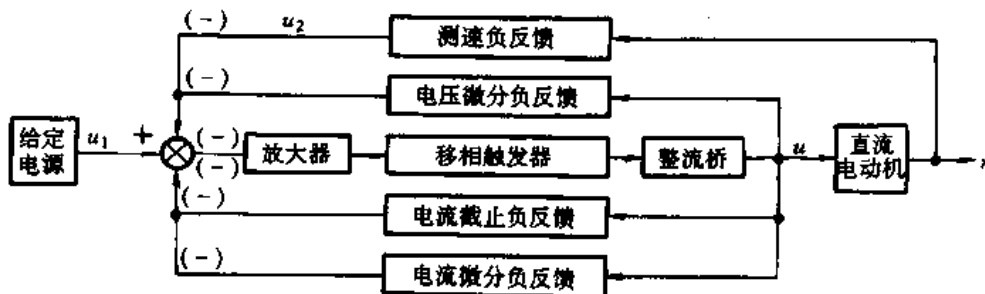 (-) u₂ 测速负反馈
(-) 电压微分负反馈
给定
电源
u₁ + (-)
(-)
放大器 移相触发器 整流桥 u
直流
电动机
(-) 电流截止负反馈
(-) 电流微分负反馈